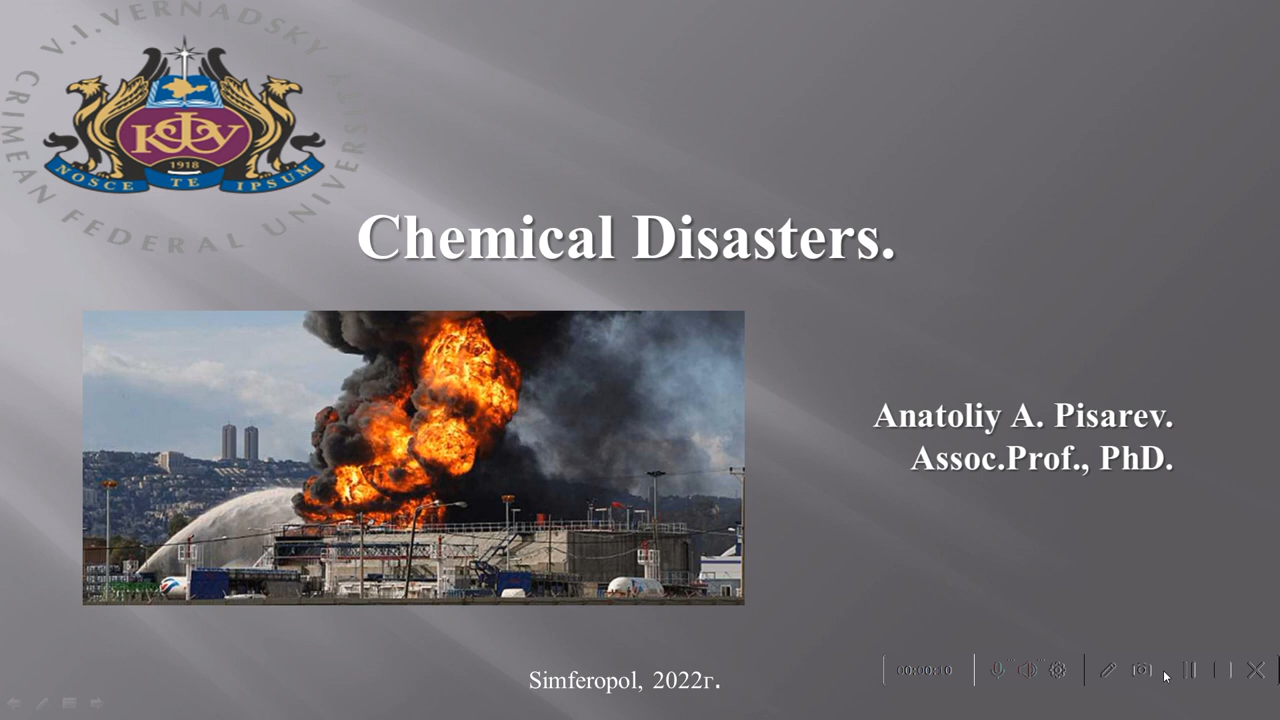 V.I.VERNADSKY
CRIMEAN FEDERAL UNIVERSITY
КФУ
1918
NOSCE TE IPSUM
Chemical Disasters.
Anatoliy A. Pisarev.
Assoc.Prof., PhD.
Simferopol, 2022г.
00:00:10